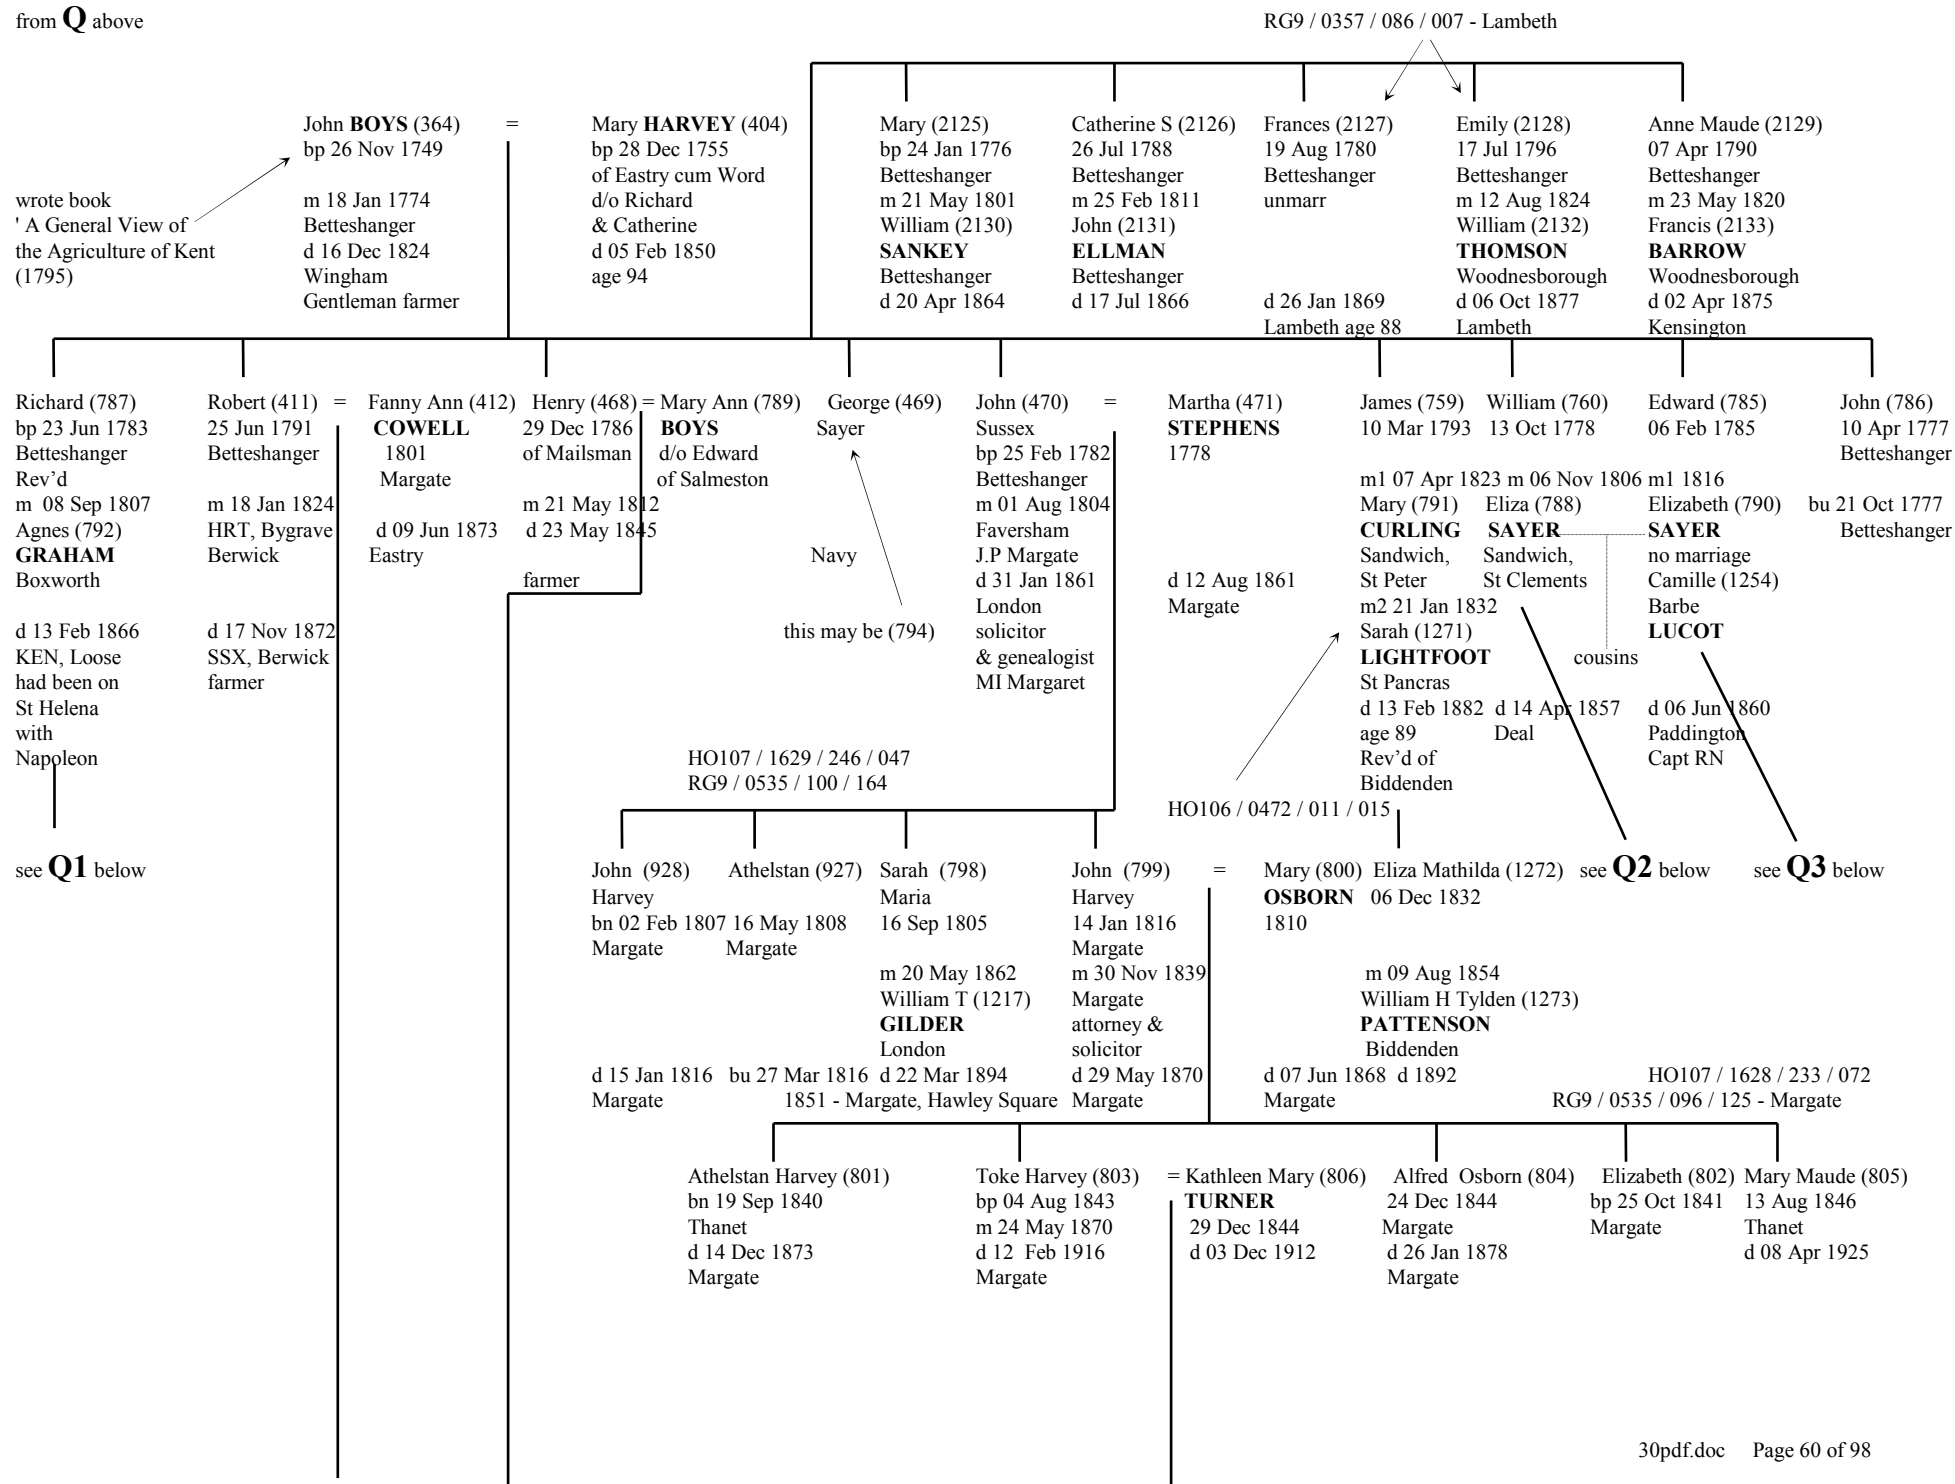 from Q above
RG9 / 0357 / 086 / 007 - Lambeth
wrote book
' A General View of
the Agriculture of Kent
(1795)
John BOYS (364)
bp 26 Nov 1749
m 18 Jan 1774
Betteshanger
d 16 Dec 1824
Wingham
Gentleman farmer
=
Mary HARVEY (404)
bp 28 Dec 1755
of Eastry cum Word
d/o Richard
& Catherine
d 05 Feb 1850
age 94
Mary (2125)
bp 24 Jan 1776
Betteshanger
m 21 May 1801
William (2130)
SANKEY
Betteshanger
d 20 Apr 1864
Catherine S (2126)
26 Jul 1788
Betteshanger
m 25 Feb 1811
John (2131)
ELLMAN
Betteshanger
d 17 Jul 1866
Frances (2127)
19 Aug 1780
Betteshanger
unmarr
d 26 Jan 1869
Lambeth age 88
Emily (2128)
17 Jul 1796
Betteshanger
m 12 Aug 1824
William (2132)
THOMSON
Woodnesborough
d 06 Oct 1877
Lambeth
Anne Maude (2129)
07 Apr 1790
Betteshanger
m 23 May 1820
Francis (2133)
BARROW
Woodnesborough
d 02 Apr 1875
Kensington
Richard (787)
bp 23 Jun 1783
Betteshanger
Rev’d
m 08 Sep 1807
Agnes (792)
GRAHAM
Boxworth
d 13 Feb 1866
KEN, Loose
had been on
St Helena
with
Napoleon
see Q1 below
Robert (411)
25 Jun 1791
Betteshanger
m 18 Jan 1824
HRT, Bygrave
Berwick
d 17 Nov 1872
SSX, Berwick
farmer
=
Fanny Ann (412)
COWELL
1801
Margate
d 09 Jun 1873
Eastry
Henry (468)
29 Dec 1786
of Mailsman
m 21 May 1812
d 23 May 1845
farmer
=
Mary Ann (789)
BOYS
d/o Edward
of Salmeston
George (469)
Sayer
Navy
this may be (794)
John (470)
Sussex
bp 25 Feb 1782
Betteshanger
m 01 Aug 1804
Faversham
J.P Margate
d 31 Jan 1861
London
solicitor
& genealogist
MI Margaret
=
Martha (471)
STEPHENS
1778
d 12 Aug 1861
Margate
James (759)
10 Mar 1793
m1 07 Apr 1823
Mary (791)
CURLING
Sandwich,
St Peter
m2 21 Jan 1832
Sarah (1271)
LIGHTFOOT
St Pancras
d 13 Feb 1882
age 89
Rev’d of
Biddenden
William (760)
13 Oct 1778
m 06 Nov 1806
Eliza (788)
SAYER
Sandwich,
St Clements
d 14 Apr 1857
Deal
cousins
Edward (785)
06 Feb 1785
m1 1816
Elizabeth (790)
SAYER
no marriage
Camille (1254)
Barbe
LUCOT
d 06 Jun 1860
Paddington
Capt RN
John (786)
10 Apr 1777
Betteshanger
bu 21 Oct 1777
Betteshanger
HO107 / 1629 / 246 / 047
RG9 / 0535 / 100 / 164
HO106 / 0472 / 011 / 015
John (928)
Harvey
bn 02 Feb 1807
Margate
d 15 Jan 1816
Margate
Athelstan (927)
16 May 1808
Margate
bu 27 Mar 1816
Sarah (798)
Maria
16 Sep 1805
m 20 May 1862
William T (1217)
GILDER
London
d 22 Mar 1894
1851 - Margate, Hawley Square
John (799)
Harvey
14 Jan 1816
Margate
m 30 Nov 1839
Margate
attorney &
solicitor
d 29 May 1870
Margate
=
Mary (800)
OSBORN
1810
d 07 Jun 1868
Margate
Eliza Mathilda (1272)
06 Dec 1832
m 09 Aug 1854
William H Tylden (1273)
PATTENSON
Biddenden
d 1892
see Q2 below
see Q3 below
HO107 / 1628 / 233 / 072
RG9 / 0535 / 096 / 125 - Margate
Athelstan Harvey (801)
bn 19 Sep 1840
Thanet
d 14 Dec 1873
Margate
Toke Harvey (803)
bp 04 Aug 1843
m 24 May 1870
d 12 Feb 1916
Margate
=
Kathleen Mary (806)
TURNER
29 Dec 1844
d 03 Dec 1912
Alfred Osborn (804)
24 Dec 1844
Margate
d 26 Jan 1878
Margate
Elizabeth (802)
bp 25 Oct 1841
Margate
Mary Maude (805)
13 Aug 1846
Thanet
d 08 Apr 1925
30pdf.doc Page 60 of 98